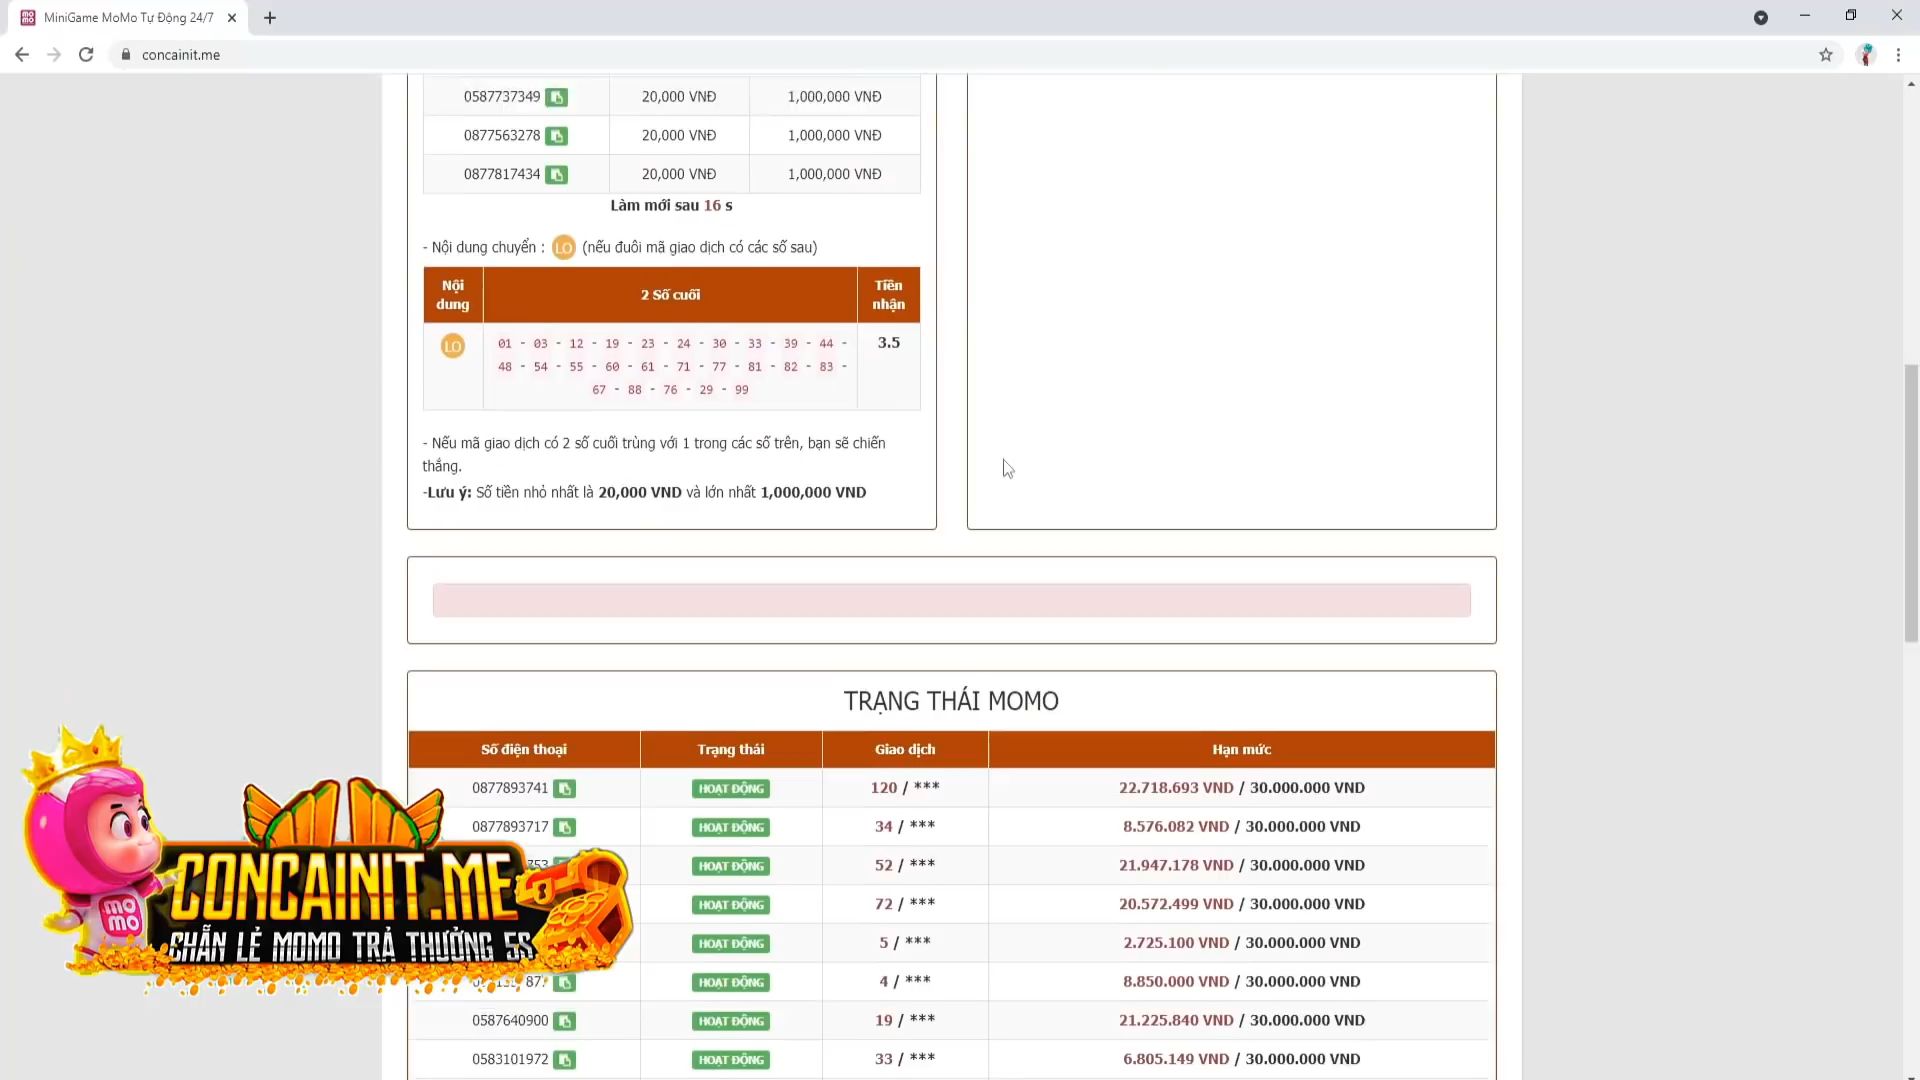 MiniGame MoMo Tự Động 24/7
concainit.me
0587737349 20,000 VNĐ 1,000,000 VNĐ
0877563278 20,000 VNĐ 1,000,000 VNĐ
0877817434 20,000 VNĐ 1,000,000 VNĐ
Làm mới sau 16 s
- Nội dung chuyển : LO (nếu đuôi mã giao dịch có các số sau)
Nội dung 2 Số cuối Tiền nhận
LO 01 - 03 - 12 - 19 - 23 - 24 - 30 - 33 - 39 - 44 - 3.5
48 - 54 - 55 - 60 - 61 - 71 - 77 - 81 - 82 - 83 -
67 - 88 - 76 - 29 - 99
- Nếu mã giao dịch có 2 số cuối trùng với 1 trong các số trên, bạn sẽ chiến
thắng.
-Lưu ý: Số tiền nhỏ nhất là 20,000 VND và lớn nhất 1,000,000 VND
TRẠNG THÁI MOMO
Số điện thoại Trạng thái Giao dịch Hạn mức
0877893741 HOẠT ĐỘNG 120 / *** 22.718.693 VND / 30.000.000 VND
0877893717 HOẠT ĐỘNG 34 / *** 8.576.082 VND / 30.000.000 VND
753 HOẠT ĐỘNG 52 / *** 21.947.178 VND / 30.000.000 VND
HOẠT ĐỘNG 72 / *** 20.572.499 VND / 30.000.000 VND
HOẠT ĐỘNG 5 / *** 2.725.100 VND / 30.000.000 VND
HOẠT ĐỘNG 4 / *** 8.850.000 VND / 30.000.000 VND
0587640900 HOẠT ĐỘNG 19 / *** 21.225.840 VND / 30.000.000 VND
0583101972 HOẠT ĐỘNG 33 / *** 6.805.149 VND / 30.000.000 VND
mo
mo
CONCAINIT.ME
CHẴN LẺ MOMO TRẢ THƯỞNG 5S